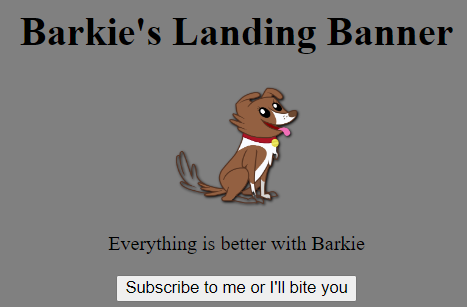 Barkie's Landing Banner
Everything is better with Barkie
Subscribe to me or I'll bite you